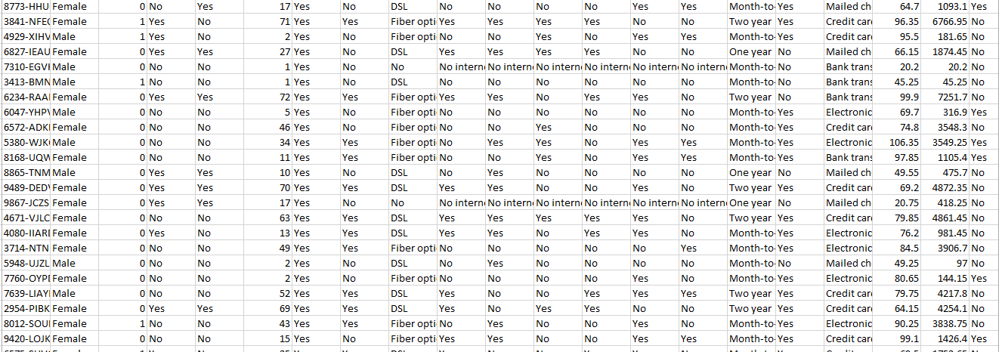 8773-HHU Female 0 No Yes 17 Yes No DSL No No No No Yes Yes Month-to- Yes Mailed ch 64.7 1093.1 Yes
3841-NFE Female 1 Yes No 71 Yes Yes Fiber opti Yes Yes No Yes No No Two year Yes Credit car 96.35 6766.95 No
4929-XIHV Male 1 Yes No 2 Yes No Fiber opti No No Yes No Yes Yes Month-to- Yes Credit car 95.5 181.65 No
6827-IEAU Female 0 Yes Yes 27 Yes No DSL Yes Yes Yes Yes No No One year No Mailed ch 66.15 1874.45 No
7310-EGV Male 0 No No 1 Yes No No No intern No intern No intern No intern No intern No intern Month-to- No Bank trans 20.2 20.2 No
3413-BMN Male 1 No No 1 Yes No DSL No No No No No No Month-to- No Bank trans 45.25 45.25 No
6234-RAA Female 0 Yes Yes 72 Yes Yes Fiber opti Yes Yes No Yes Yes No Two year No Bank trans 99.9 7251.7 No
6047-YHPV Male 0 No No 5 Yes No Fiber opti No No No No No No Month-to- Yes Electronic 69.7 316.9 Yes
6572-ADK Female 0 No No 46 Yes No Fiber opti No No Yes No No No Month-to- Yes Credit car 74.8 3548.3 No
5380-WJK Male 0 No No 34 Yes Yes Fiber opti No Yes Yes No Yes Yes Month-to- Yes Electronic 106.35 3549.25 Yes
8168-UQW Female 0 No No 11 Yes Yes Fiber opti No No Yes No Yes Yes Month-to- Yes Bank trans 97.85 1105.4 Yes
8865-TNM Male 0 Yes Yes 10 Yes No DSL No Yes No No No No One year No Mailed ch 49.55 475.7 No
9489-DED Female 0 Yes Yes 70 Yes Yes DSL Yes Yes No No Yes No Two year Yes Credit car 69.2 4872.35 No
9867-JCZS Female 0 Yes Yes 17 Yes No No No intern No intern No intern No intern No intern No intern One year No Mailed ch 20.75 418.25 No
4671-VJLC Female 0 No No 63 Yes Yes DSL Yes Yes Yes Yes Yes No Two year Yes Credit car 79.85 4861.45 No
4080-IIAR Female 0 Yes No 13 Yes Yes DSL Yes Yes No Yes Yes No Month-to- Yes Electronic 76.2 981.45 No
3714-NTN Female 0 No No 49 Yes Yes Fiber opti No No No No No Yes Month-to- Yes Electronic 84.5 3906.7 No
5948-UJZL Male 0 No No 2 Yes No DSL No Yes No No No No Month-to- No Mailed ch 49.25 97 No
7760-OYP Female 0 No No 2 Yes No Fiber opti No No No No Yes No Month-to- Yes Electronic 80.65 144.15 Yes
7639-LIAY Male 0 No No 52 Yes Yes DSL Yes No No Yes Yes Yes Two year Yes Credit car 79.75 4217.8 No
2954-PIBK Female 0 Yes Yes 69 Yes Yes DSL Yes No Yes Yes No No Two year Yes Credit car 64.15 4254.1 No
8012-SOU Female 1 No No 43 Yes Yes Fiber opti No Yes No No Yes No Month-to- Yes Electronic 90.25 3838.75 No
9420-LOJK Female 0 No No 15 Yes No Fiber opti Yes Yes No No Yes Yes Month-to- Yes Credit car 99.1 1426.4 Yes